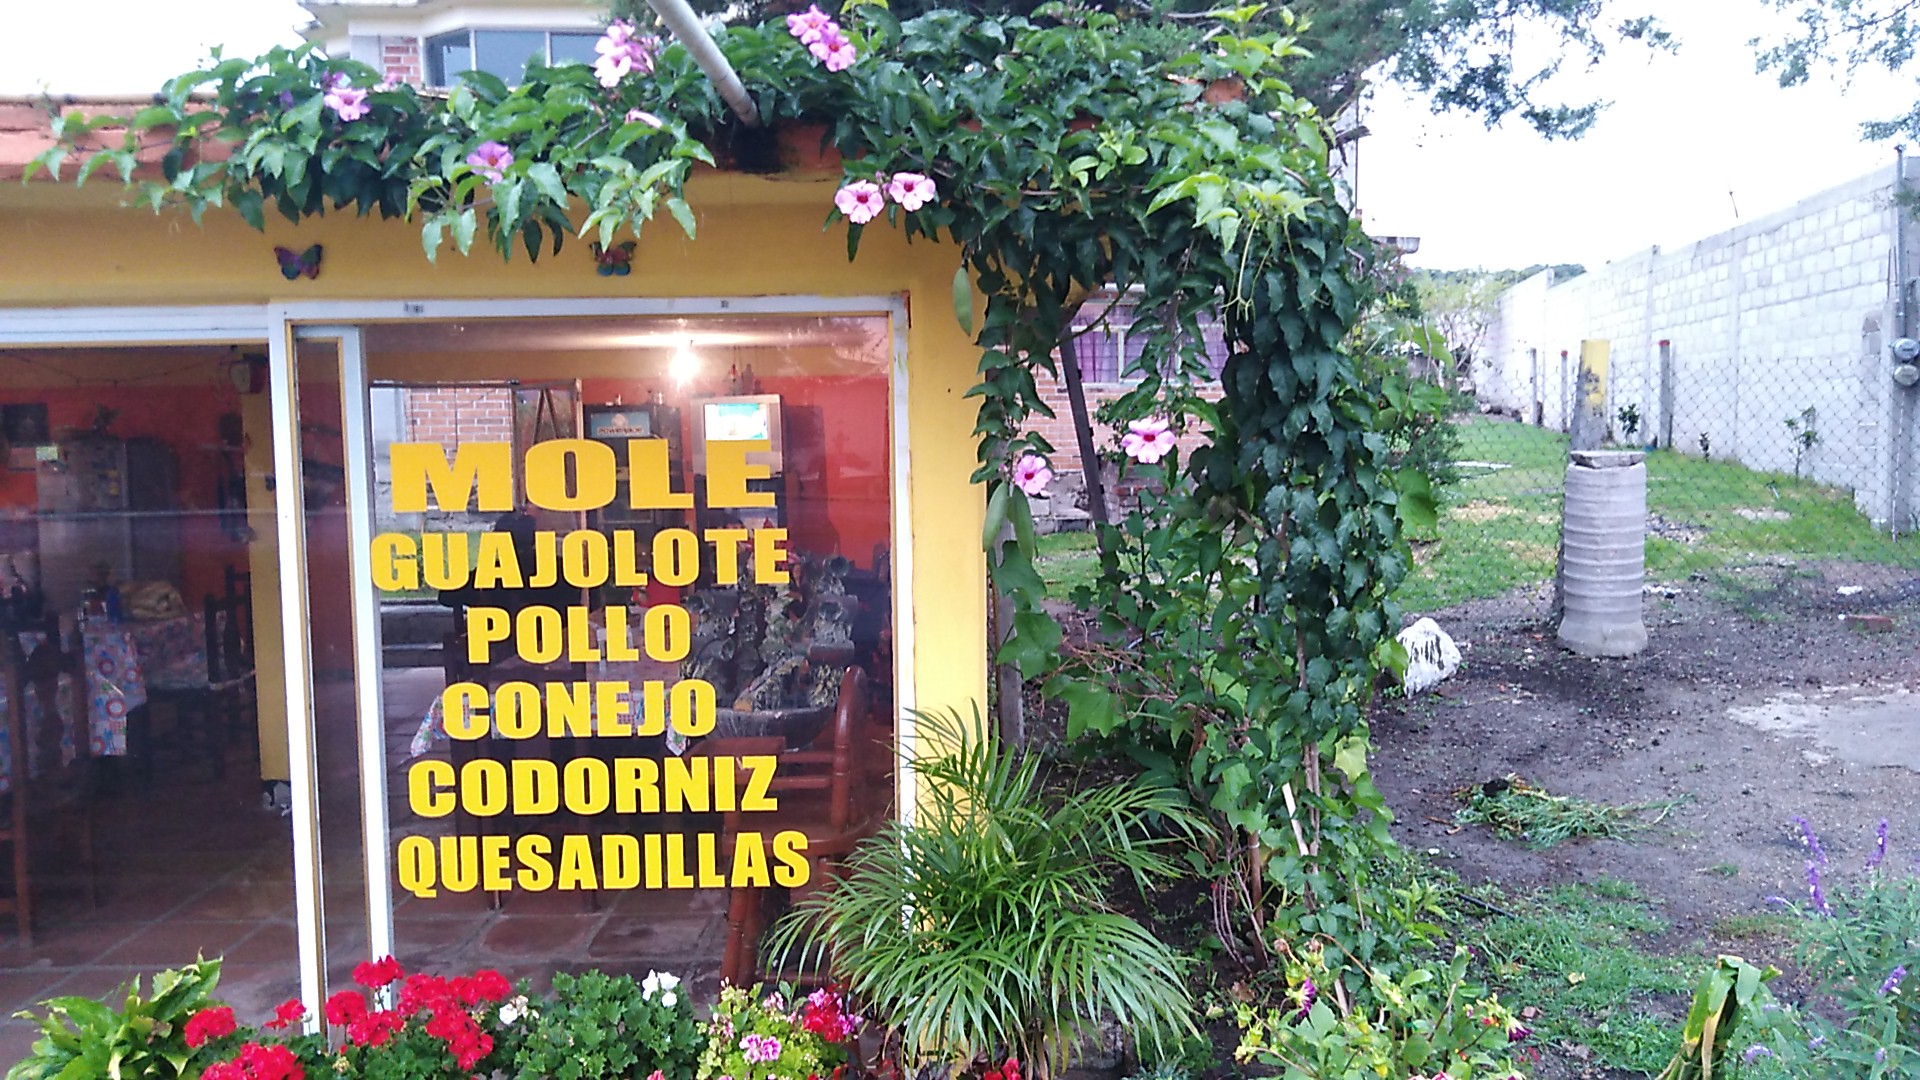 MOLE
GUAJOLOTE
POLLO
CONEJO
CODORNIZ
QUESADILLAS